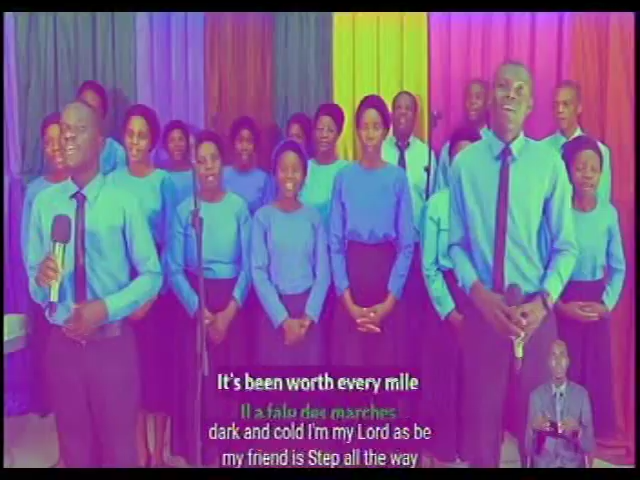 It's been worth every mile
Il a falu des marches
dark and cold I'm my Lord as be
my friend is Step all the way